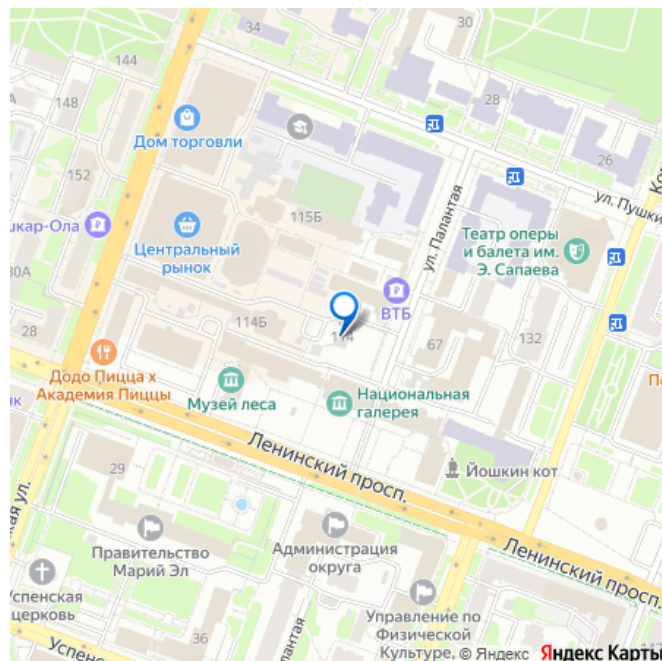 34
30
144
148
28
Дом торговли
26
152
115Б
ул. Пушки
ул. Палантая
шкар-Ола
Театр оперы
и балета им.
Э. Сапаева
Центральный
рынок
30А
ВТБ
114Б
114
67
132
28
Додо Пицца х
Академия Пиццы
Музей леса
Национальная
галерея
Ленинский просп.
Йошкин кот
29
Правительство
Марий Эл
Администрация
округа
Ленинский просп.
Успенская
церковь
36
Управление по
Физической
Культуре,
© Яндекс
Яндекс Карты